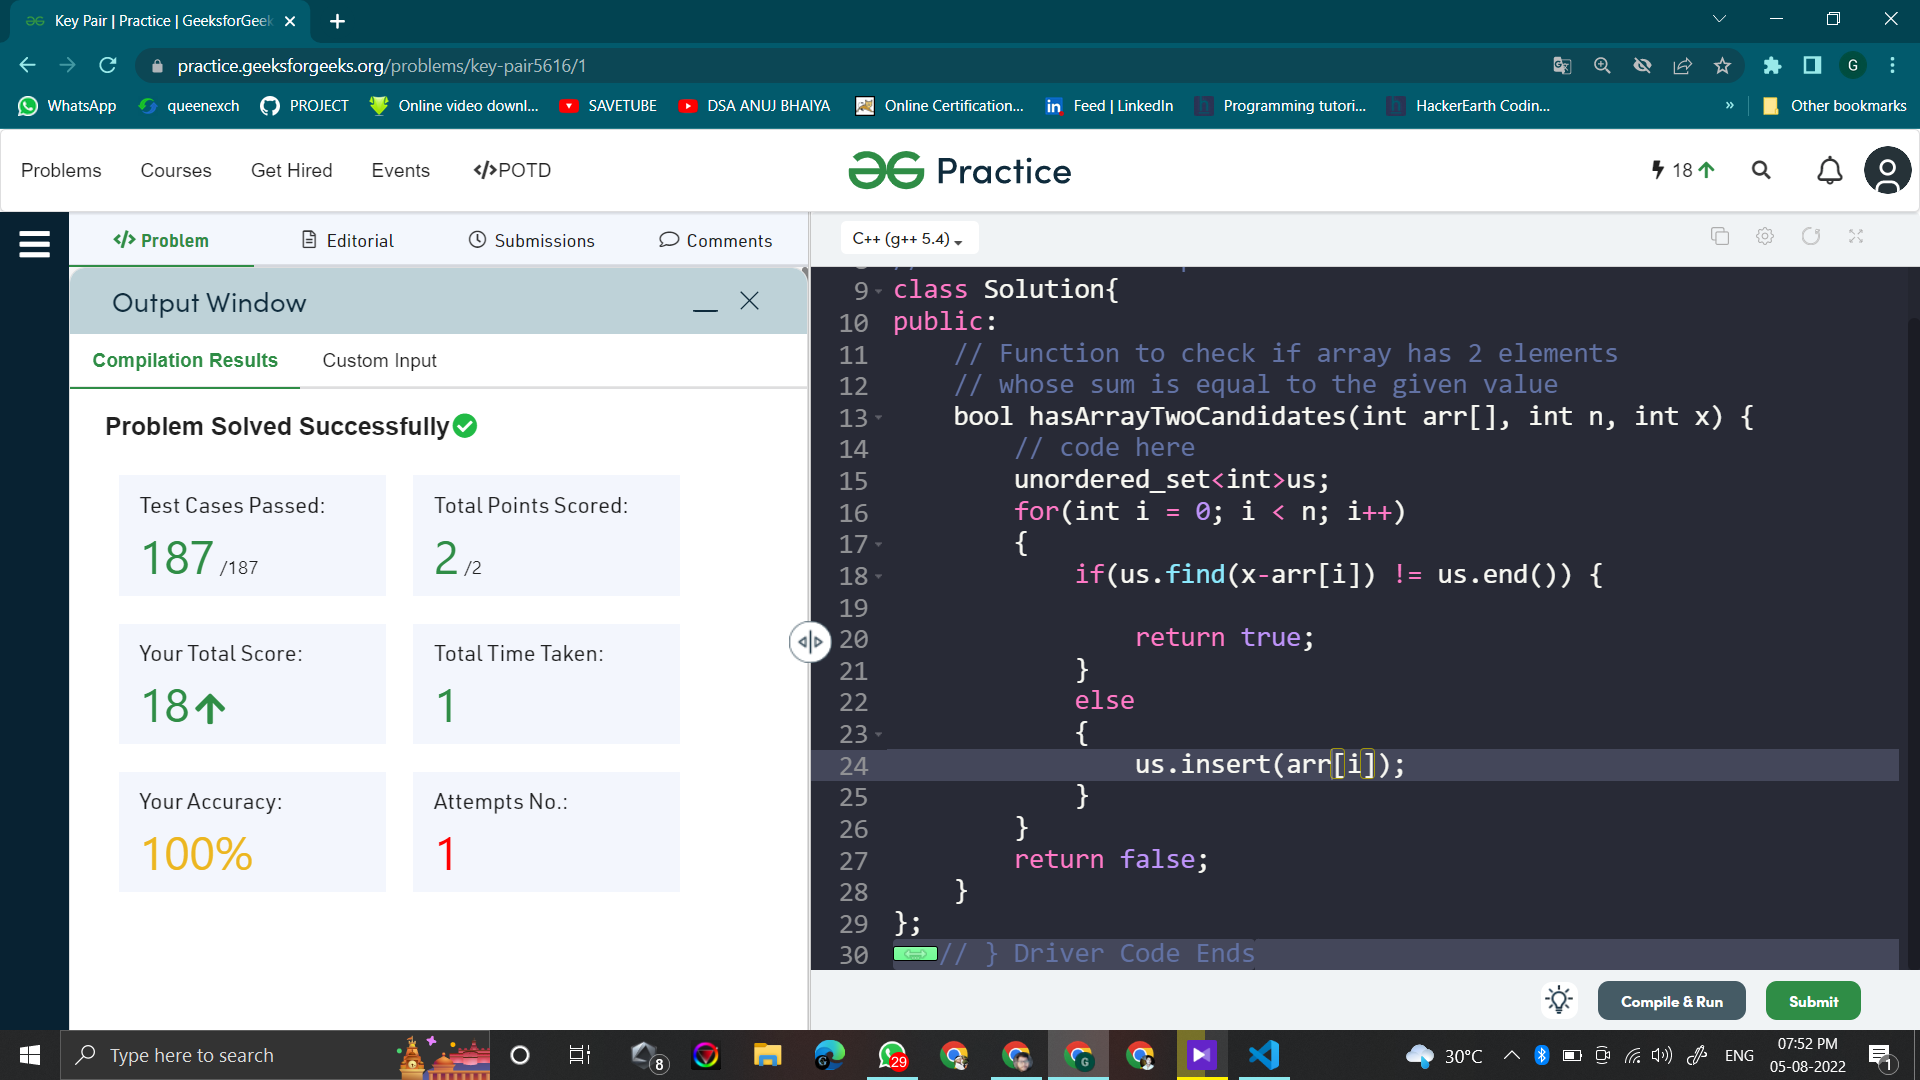 Key Pair | Practice | GeeksforGeek
practice.geeksforgeeks.org/problems/key-pair5616/1
G
WhatsApp
queenexch
PROJECT
Online video downl...
SAVETUBE
DSA ANUJ BHAIYA
Online Certification...
Feed | LinkedIn
Programming tutori...
HackerEarth Codin...
»
Other bookmarks
Problems
Courses
Get Hired
Events
</>POTD
Practice
18
</> Problem
Editorial
Submissions
Comments
C++ (g++ 5.4)
Output Window
Compilation Results
Custom Input
Problem Solved Successfully
Test Cases Passed:
187 /187
Total Points Scored:
2 /2
Your Total Score:
18
Total Time Taken:
1
Your Accuracy:
100%
Attempts No.:
1
9 class Solution{
10 public:
11 // Function to check if array has 2 elements
12 // whose sum is equal to the given value
13 bool hasArrayTwoCandidates(int arr[], int n, int x) {
14 // code here
15 unordered_set<int>us;
16 for(int i = 0; i < n; i++)
17 {
18 if(us.find(x-arr[i]) != us.end()) {
19
20 return true;
21 }
22 else
23 {
24 us.insert(arr[i]);
25 }
26 }
27 return false;
28 }
29 };
30 // } Driver Code Ends
Compile & Run
Submit
Type here to search
8
29
G
30°C
ENG
07:52 PM
05-08-2022
1